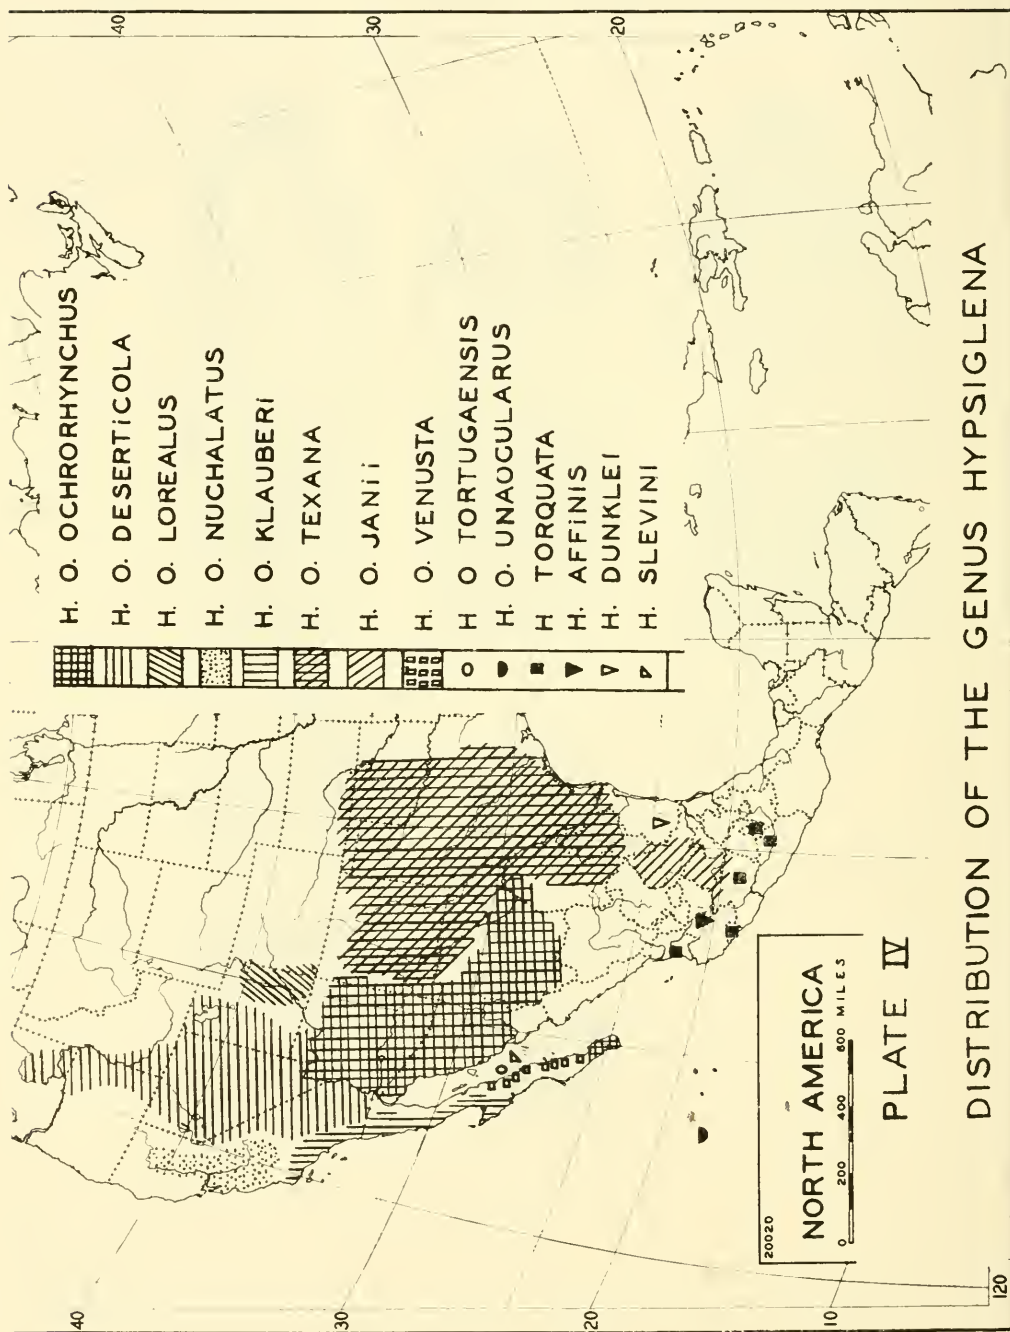 40
30
20
H. O. OCHRORHYNCHUS
H. O. DESERTiCOLA
H. O. LOREALUS
H. O. NUCHALATUS
H. O. KLAUBERi
H. O. TEXANA
H. O. JANii
H. O. VENUSTA
H O TORTUGAENSIS
H. O. UNAOCULARUS
H TORQUATA
H. AFFiNIS
H. DUNKLEI
H. SLEVINI
20020
NORTH AMERICA
0 200 400 600 MILES
PLATE IV
DISTRIBUTION OF THE GENUS HYPSIGLENA
40
30
20
10
120